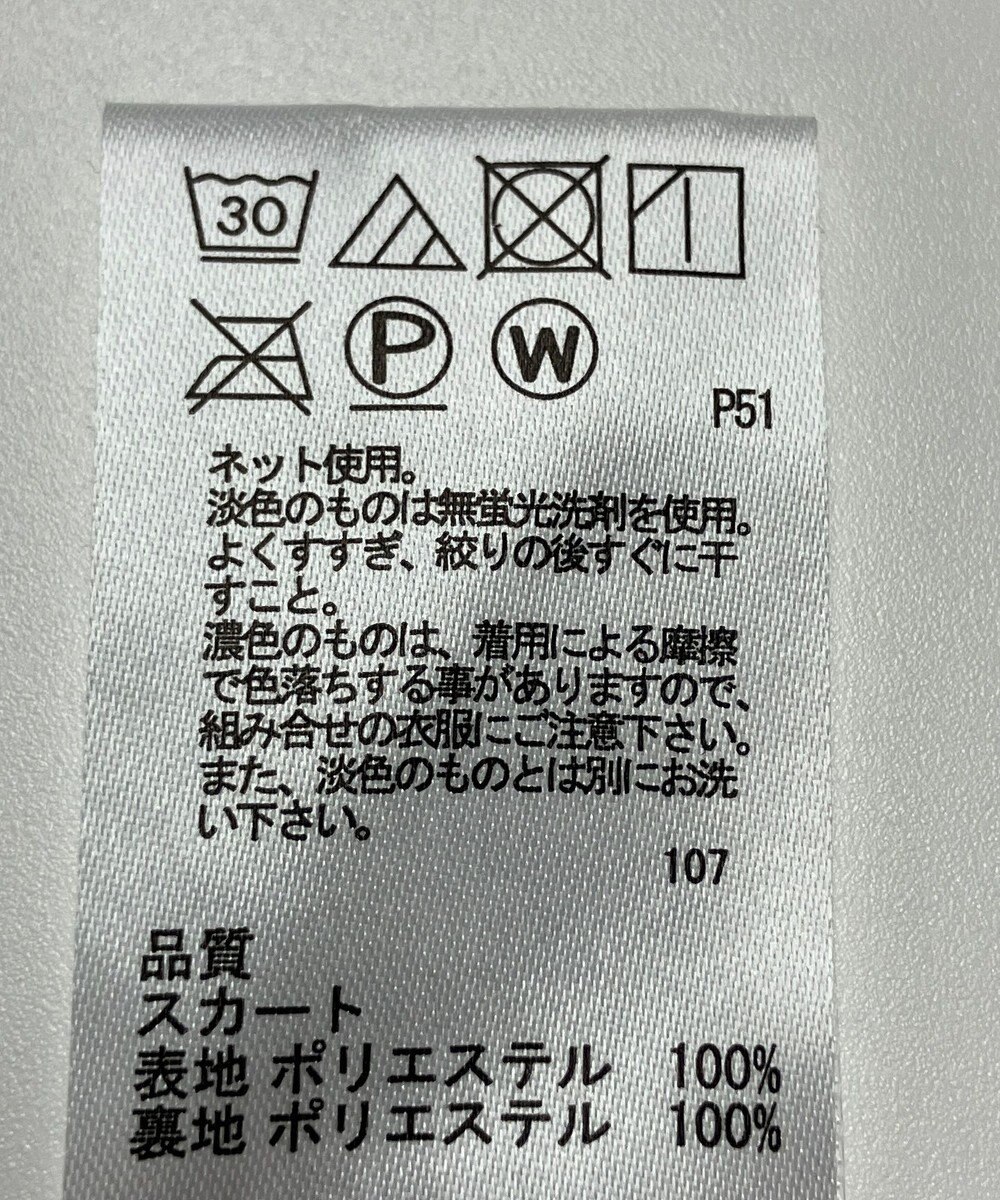 30
P W
P51
ネット使用。
淡色のものは無蛍光洗剤を使用。
よくすすぎ、絞りの後すぐに干
すこと。
濃色のものは、着用による摩擦
で色落ちする事がありますので、
組み合せの衣服にご注意下さい。
また、淡色のものとは別にお洗
い下さい。
107
品質
スカート
表地 ポリエステル 100%
裏地 ポリエステル 100%